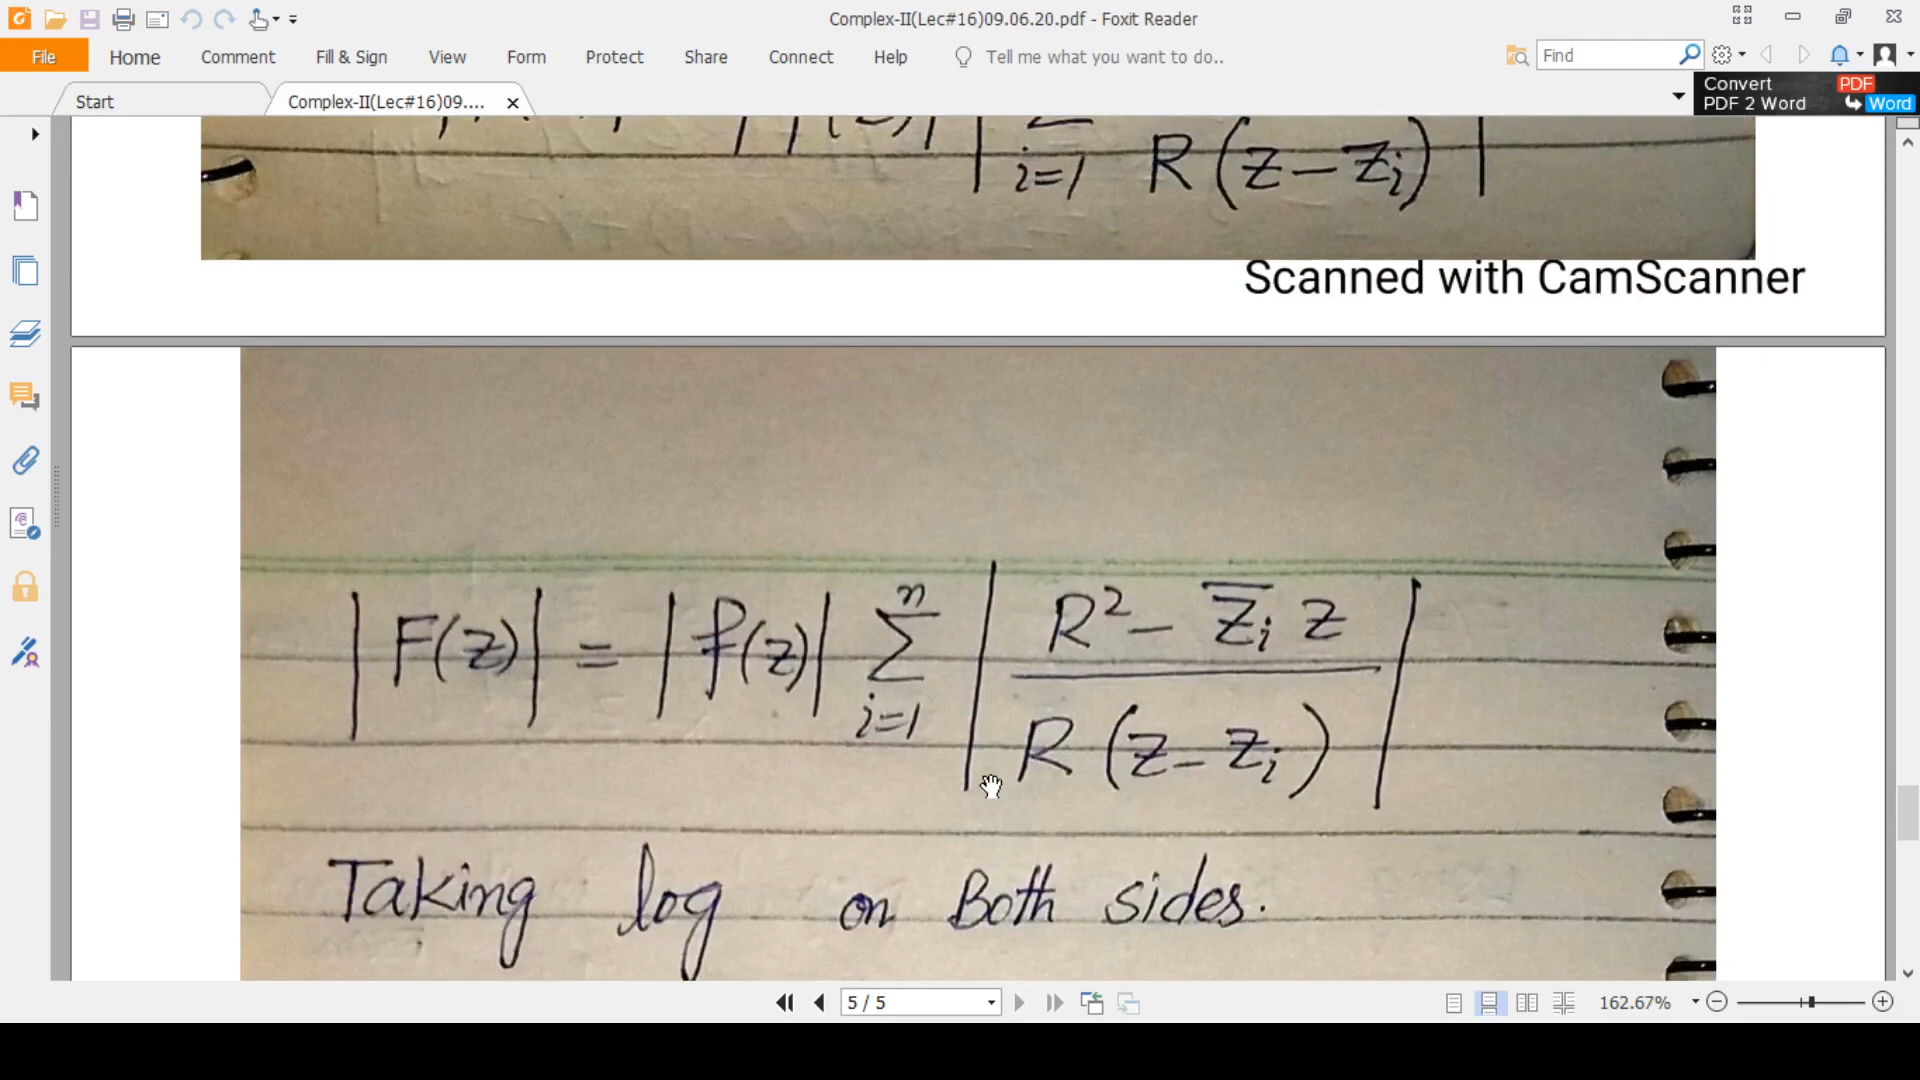 Complex-II(Lec#16)09.06.20.pdf - Foxit Reader
File Home Comment Fill & Sign View Form Protect Share Connect Help Tell me what you want to do.. Find
Start Complex-II(Lec#16)09....
Convert PDF
PDF 2 Word Word
i=1 R(z-zᵢ)
Scanned with CamScanner
|F(z)| = |f(z)| n∑i=1 |R²- z̅ᵢ z / R(z-zᵢ)|
Taking log on Both sides.
5 / 5
162.67%